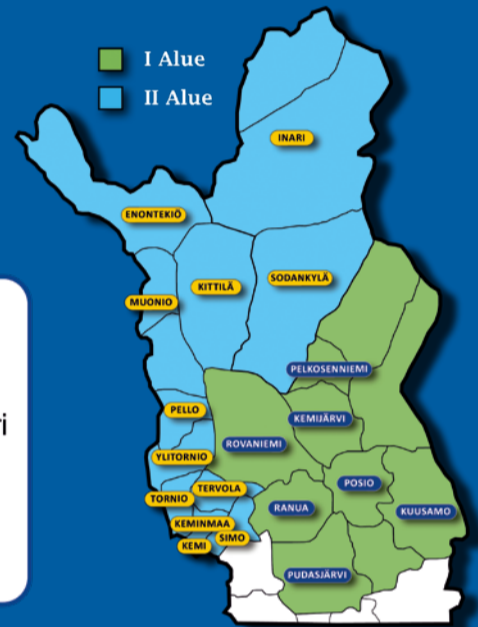 I Alue
II Alue
INARI
ENONTEKIÖ
KITTILÄ
SODANKYLÄ
MUONIO
PELKOSENNIEMI
PELLO
KEMIJÄRVI
ROVANIEMI
YLITORNIO
TERVOLA
POSIO
TORNIO
RANUA
KUUSAMO
KEMINMAA
SIMO
KEMI
PUDASJÄRVI